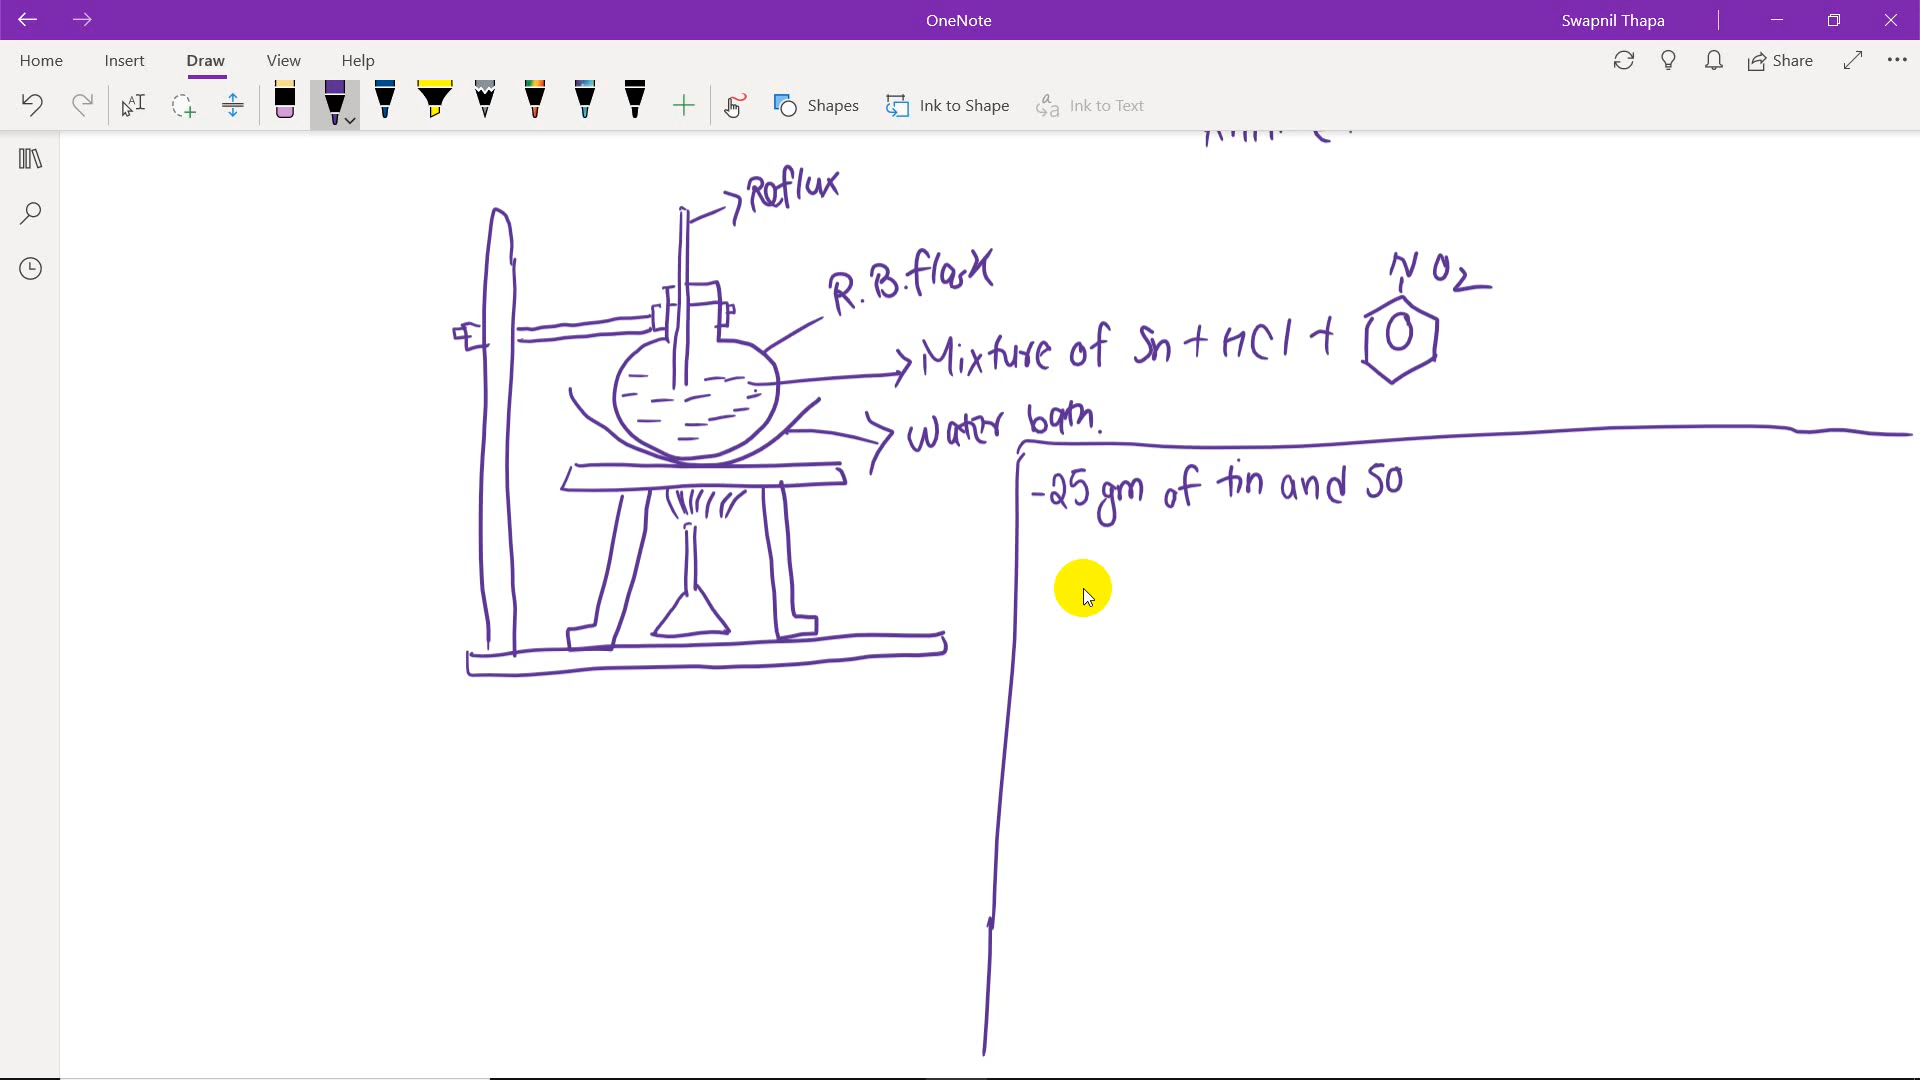 OneNote
Swapnil Thapa
Home Insert Draw View Help
Share
Shapes Ink to Shape Ink to Text
Reflux
R.B. flask
NO2
Mixture of Sn + HCl +
Water bath.
-25 gm of tin and 50